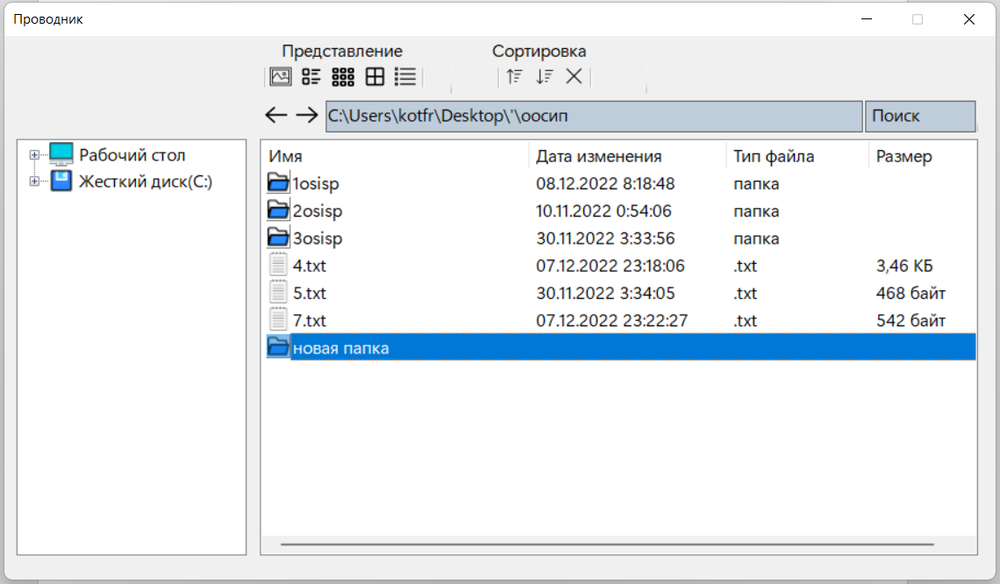 Проводник
Представление Сортировка
C:\Users\kotfr\Desktop\'\оосип Поиск
Рабочий стол
Жесткий диск(C:)
Имя Дата изменения Тип файла Размер
1osisp 08.12.2022 8:18:48 папка
2osisp 10.11.2022 0:54:06 папка
3osisp 30.11.2022 3:33:56 папка
4.txt 07.12.2022 23:18:06 .txt 3,46 КБ
5.txt 30.11.2022 3:34:05 .txt 468 байт
7.txt 07.12.2022 23:22:27 .txt 542 байт
новая папка